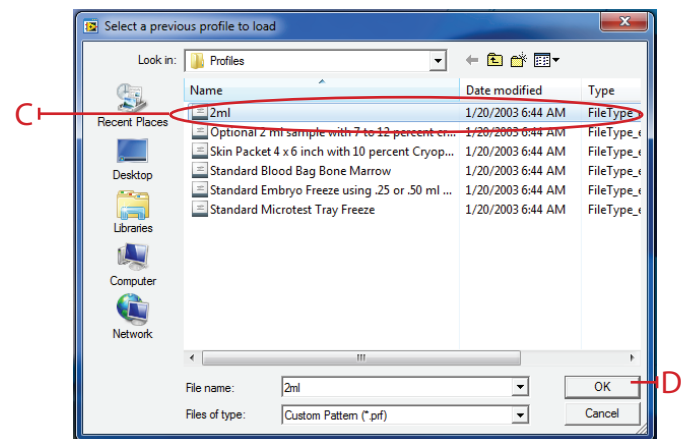 Select a previous profile to load
Look in: Profiles
Name Date modified Type
C
2ml 1/20/2003 6:44 AM FileType
Optional 2 ml sample with 7 to 12 percent cr... 1/20/2003 6:44 AM FileType_e
Skin Packet 4 x 6 inch with 10 percent Cryop... 1/20/2003 6:44 AM FileType_e
Standard Blood Bag Bone Marrow 1/20/2003 6:44 AM FileType_e
Standard Embryo Freeze using .25 or .50 ml ... 1/20/2003 6:44 AM FileType_e
Standard Microtest Tray Freeze 1/20/2003 6:44 AM FileType_e
Recent Places
Desktop
Libraries
Computer
Network
File name: 2ml OK
D
Files of type: Custom Pattern (*.prf) Cancel